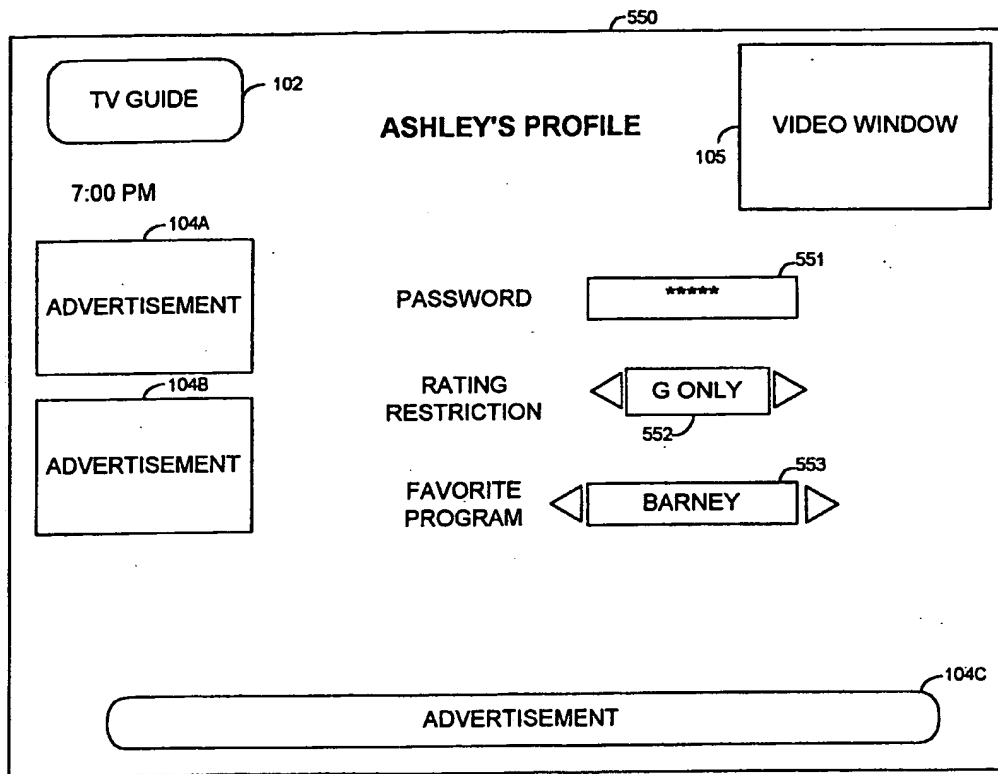 550
TV GUIDE
102
ASHLEY'S PROFILE
VIDEO WINDOW
105
7:00 PM
104A
ADVERTISEMENT
104B
ADVERTISEMENT
PASSWORD
*****
551
RATING
RESTRICTION
G ONLY
552
FAVORITE
PROGRAM
BARNEY
553
104C
ADVERTISEMENT